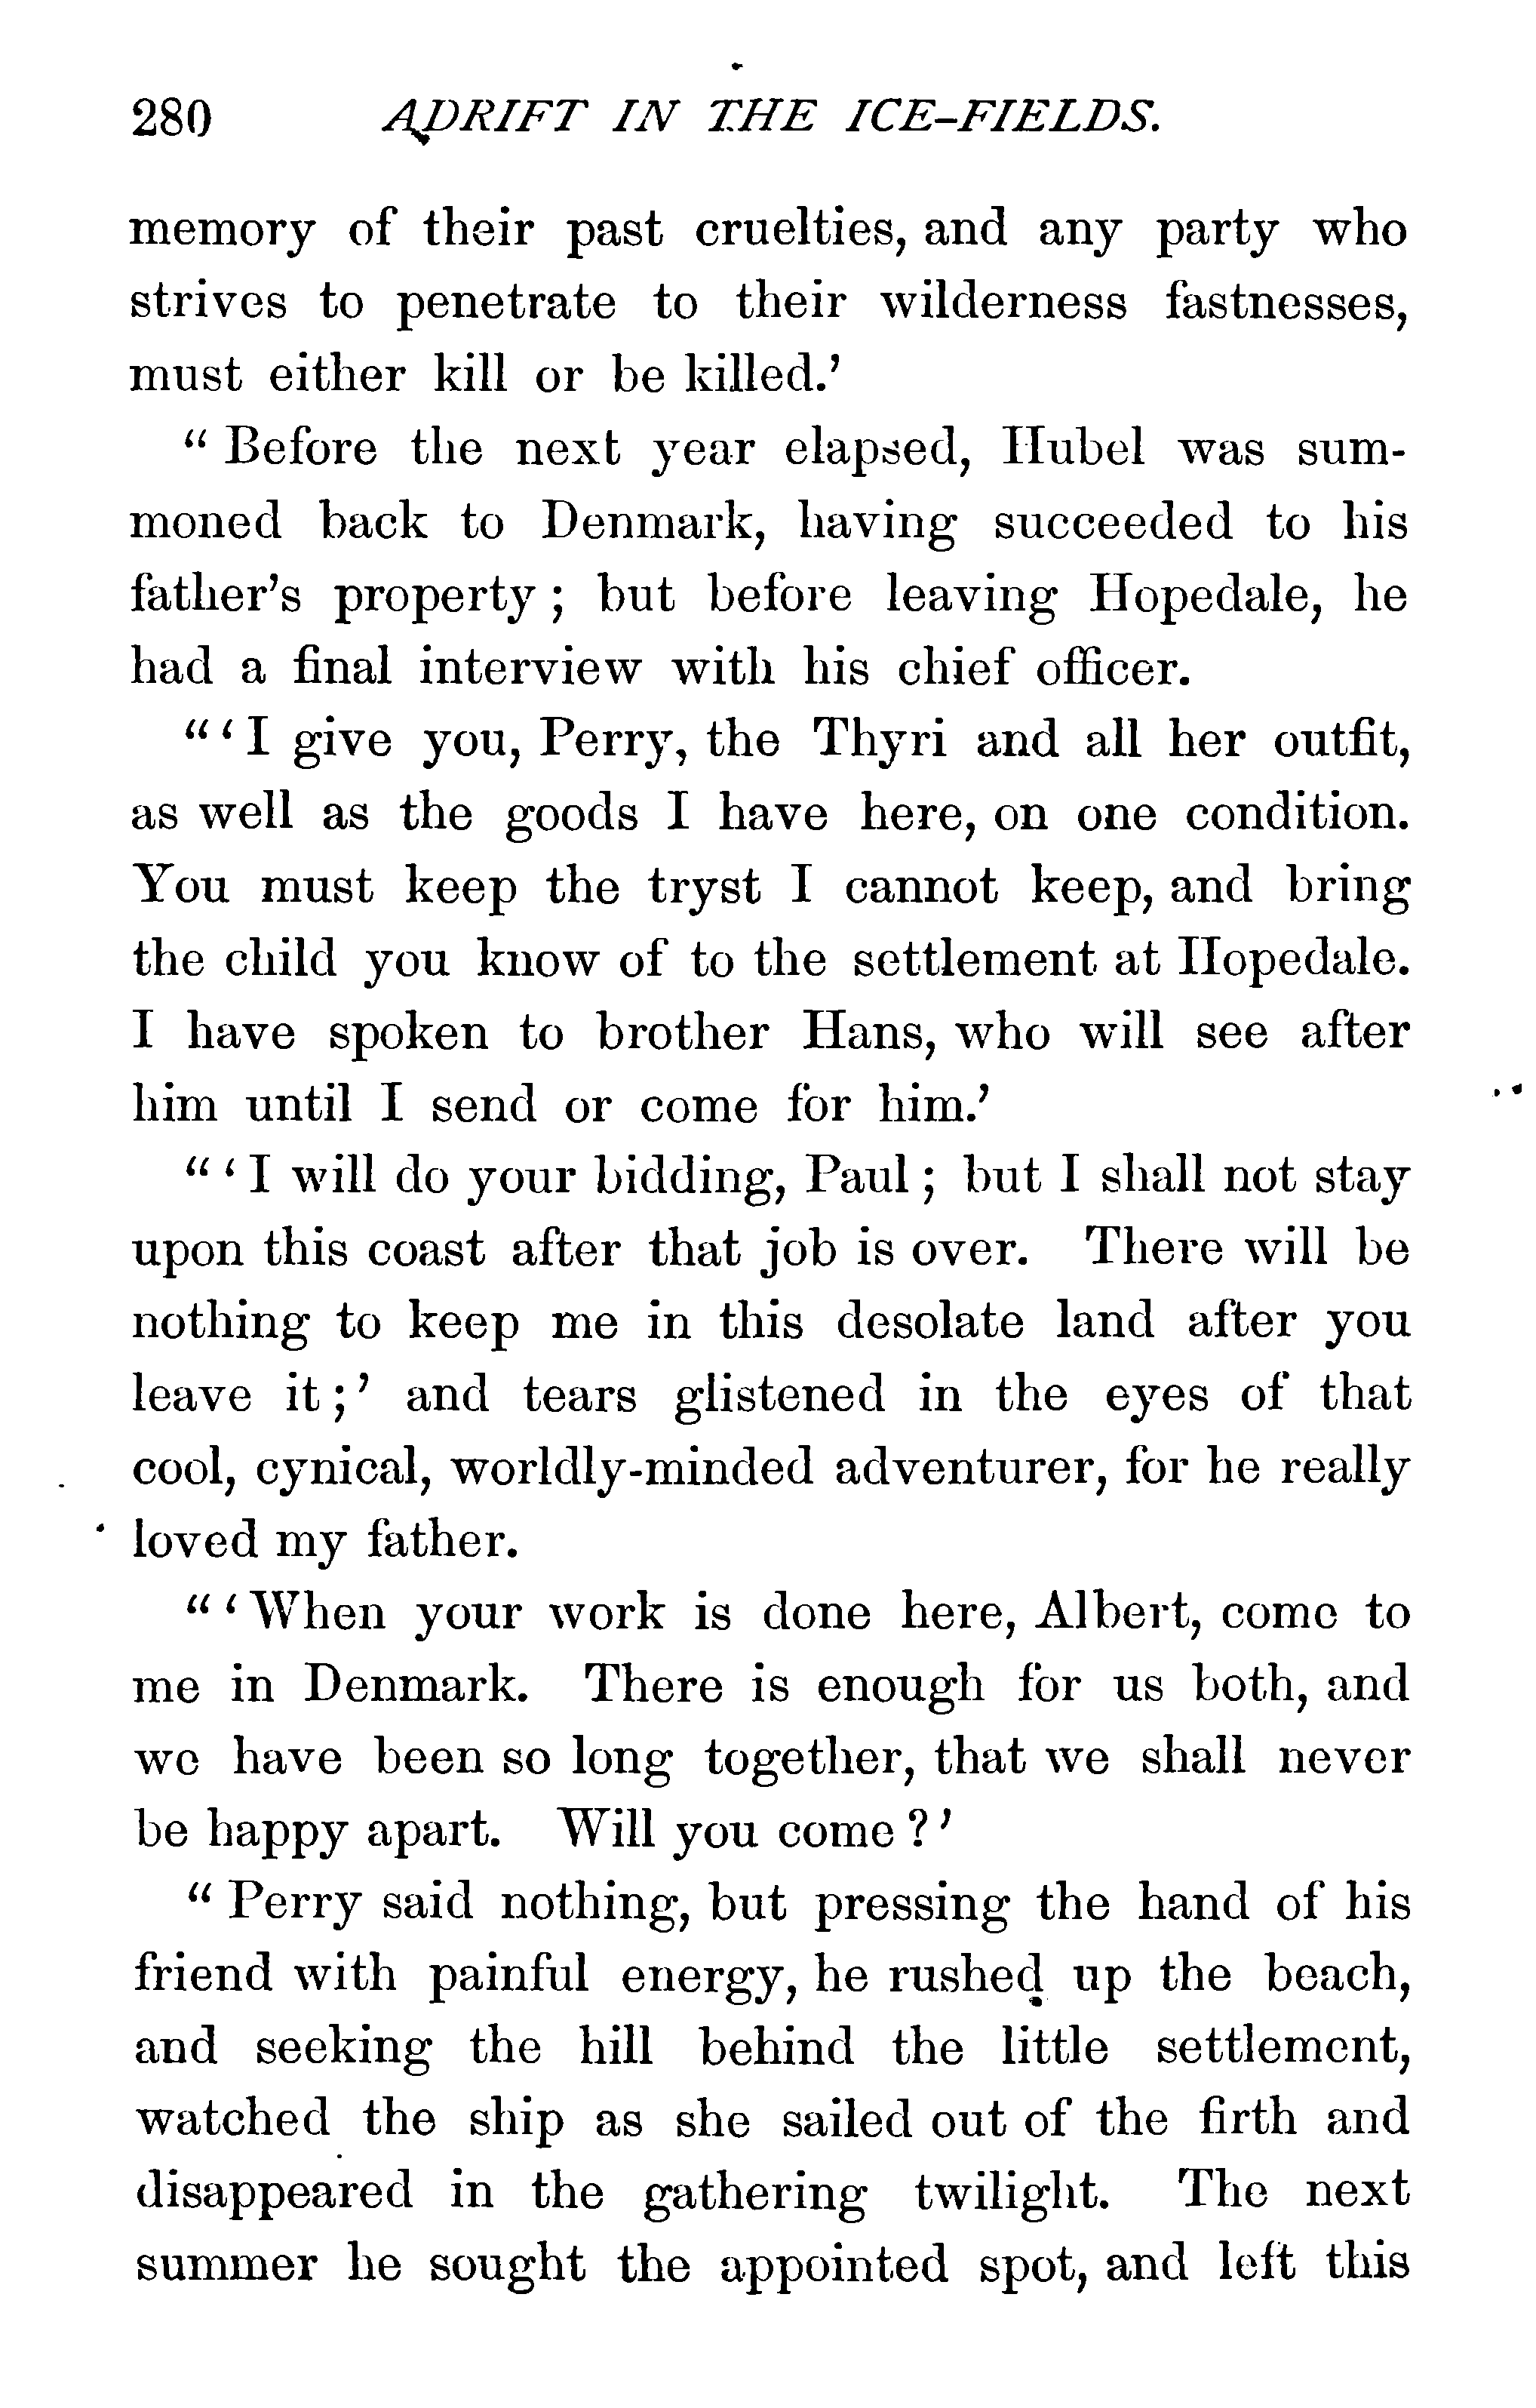 280 ADRIFT IN THE ICE-FIELDS.
memory of their past cruelties, and any party who
strives to penetrate to their wilderness fastnesses,
must either kill or be killed.’
“ Before the next year elapsed, Hubel was sum-
moned back to Denmark, having succeeded to his
father’s property ; but before leaving Hopedale, he
had a final interview with his chief officer.
“ ‘ I give you, Perry, the Thyri and all her outfit,
as well as the goods I have here, on one condition.
You must keep the tryst I cannot keep, and bring
the child you know of to the settlement at Hopedale.
I have spoken to brother Hans, who will see after
him until I send or come for him.’
“ ‘ I will do your bidding, Paul ; but I shall not stay
upon this coast after that job is over. There will be
nothing to keep me in this desolate land after you
leave it ; ’ and tears glistened in the eyes of that
cool, cynical, worldly-minded adventurer, for he really
loved my father.
“ ‘ When your work is done here, Albert, come to
me in Denmark. There is enough for us both, and
we have been so long together, that we shall never
be happy apart. Will you come ? ’
“ Perry said nothing, but pressing the hand of his
friend with painful energy, he rushed up the beach,
and seeking the hill behind the little settlement,
watched the ship as she sailed out of the firth and
disappeared in the gathering twilight. The next
summer he sought the appointed spot, and left this